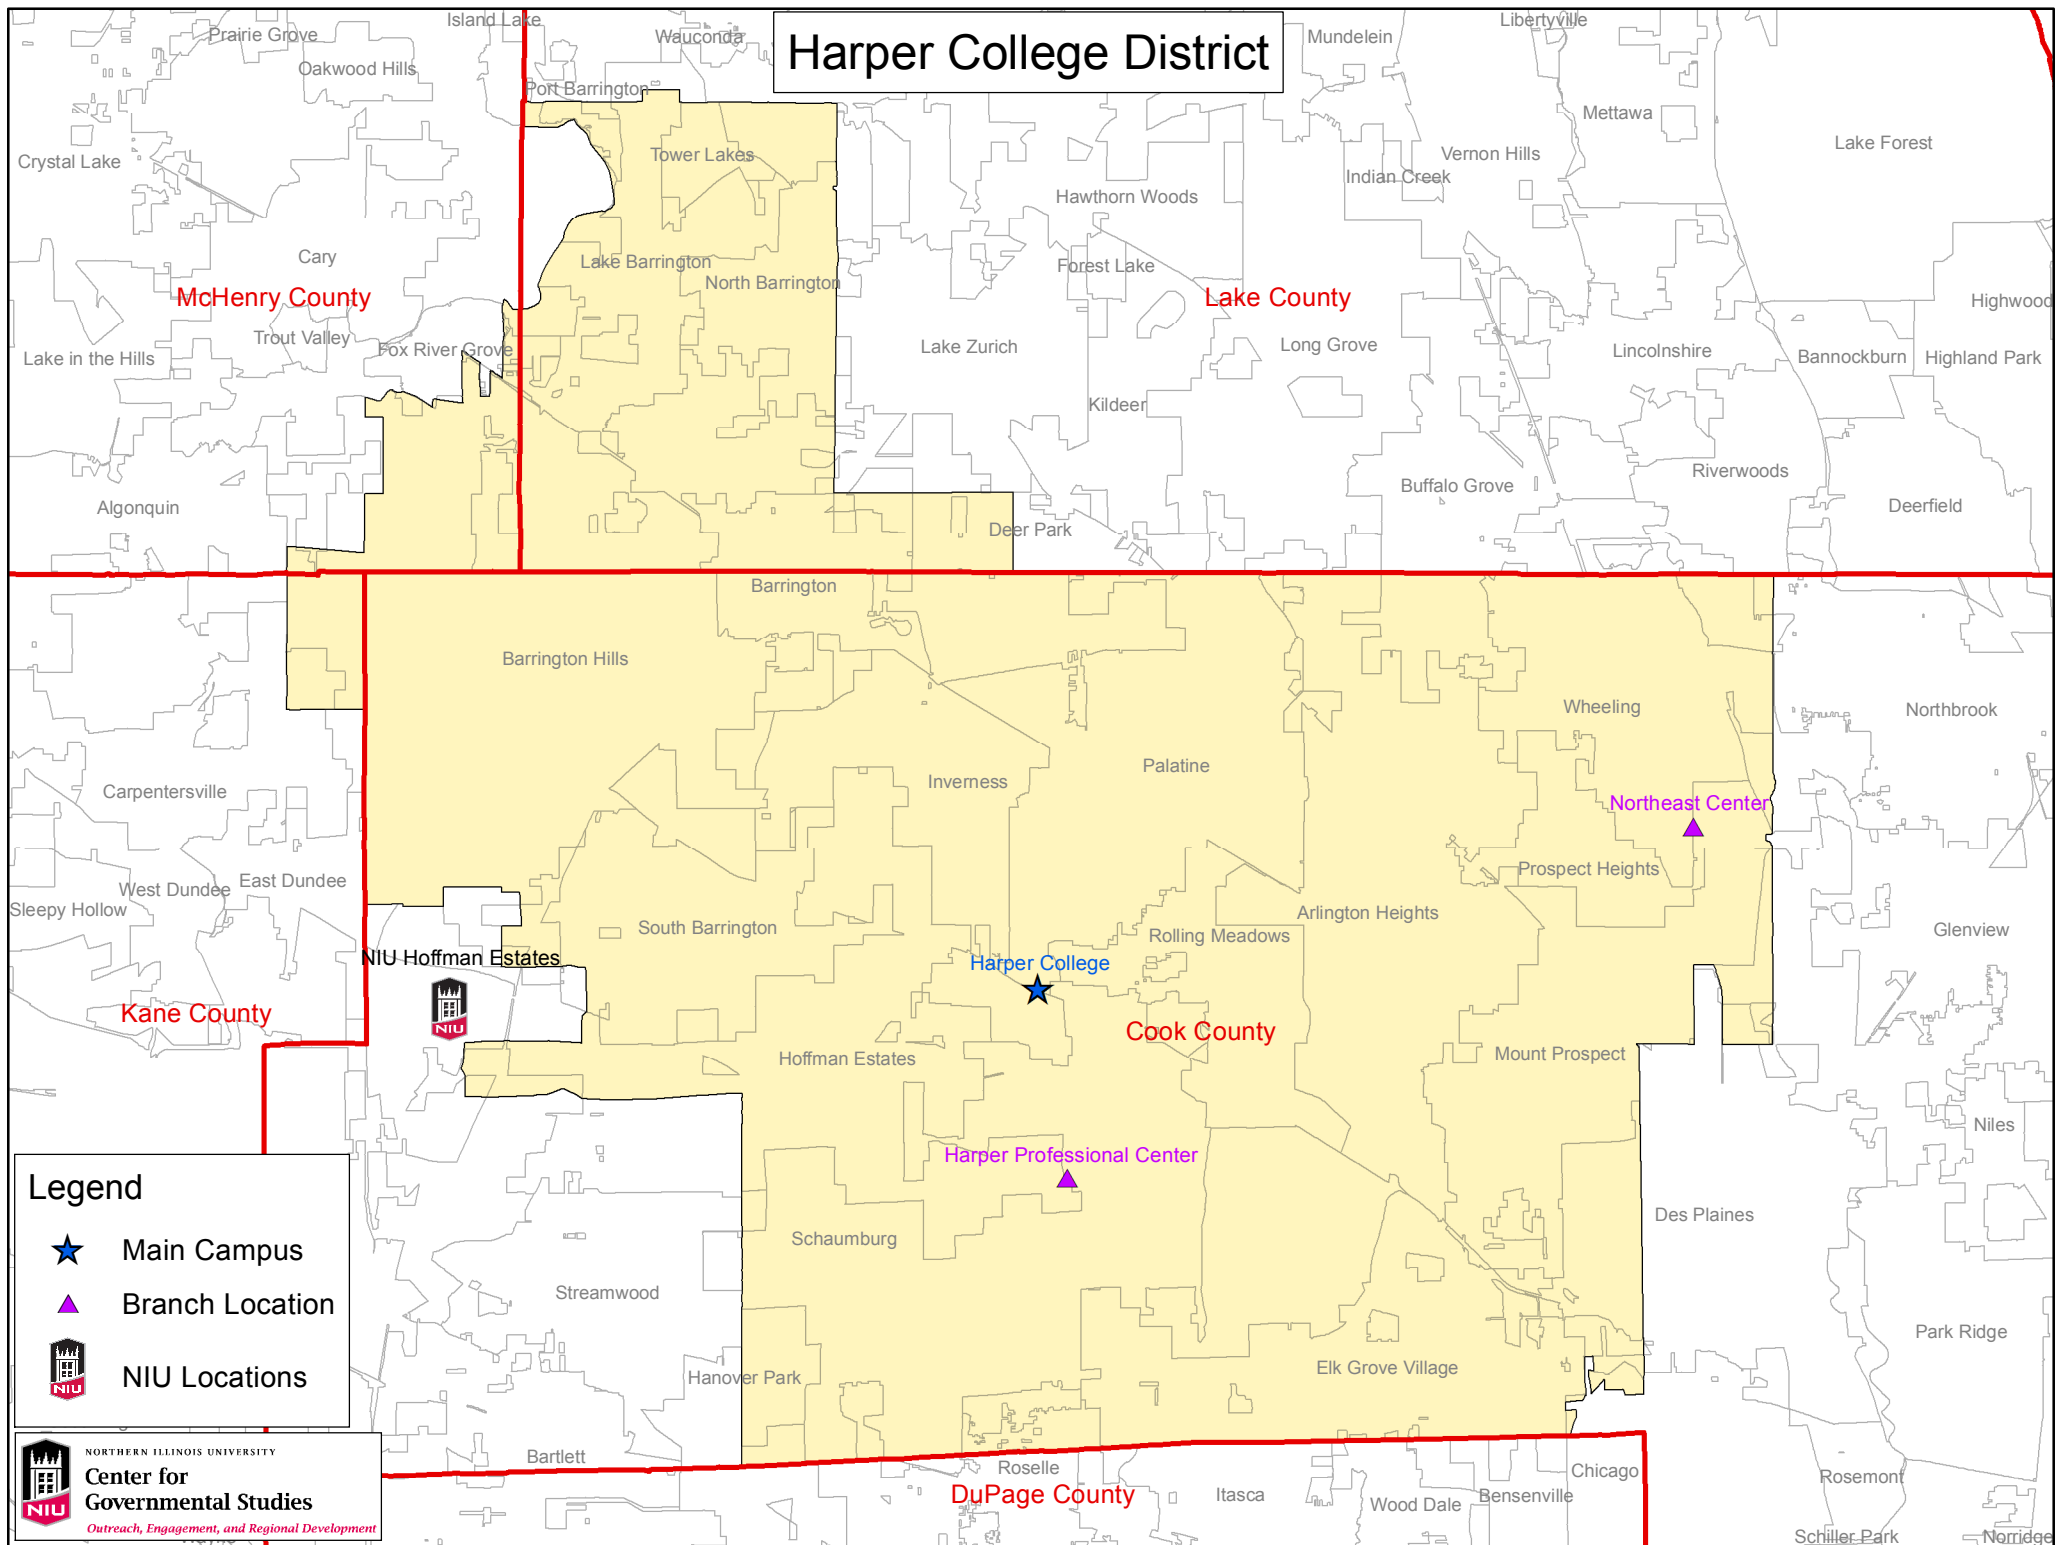 Harper College District
Island Lake
Libertyville
Prairie Grove
Wauconda
Mundelein
Oakwood Hills
Port Barrington
Mettawa
Lake Forest
Crystal Lake
Tower Lakes
Vernon Hills
Indian Creek
Hawthorn Woods
Cary
Lake Barrington
Forest Lake
North Barrington
McHenry County
Lake County
Highwood
Trout Valley
Fox River Grove
Lake Zurich
Long Grove
Lincolnshire
Bannockburn
Highland Park
Lake in the Hills
Kildeer
Riverwoods
Buffalo Grove
Algonquin
Deerfield
Deer Park
Barrington
Barrington Hills
Wheeling
Northbrook
Palatine
Inverness
Carpentersville
Northeast Center
Prospect Heights
West Dundee
East Dundee
Sleepy Hollow
Arlington Heights
South Barrington
Rolling Meadows
Glenview
NIU Hoffman Estates
Harper College
NIU
Kane County
Cook County
Hoffman Estates
Mount Prospect
Niles
Harper Professional Center
Legend
Main Campus
Branch Location
NIU
NIU Locations
Schaumburg
Des Plaines
Streamwood
Park Ridge
Elk Grove Village
Hanover Park
Bartlett
Roselle
Chicago
Rosemont
DuPage County
Itasca
Wood Dale
Bensenville
Schiller Park
Norridge
NIU
NORTHERN ILLINOIS UNIVERSITY
Center for
Governmental Studies
Outreach, Engagement, and Regional Development